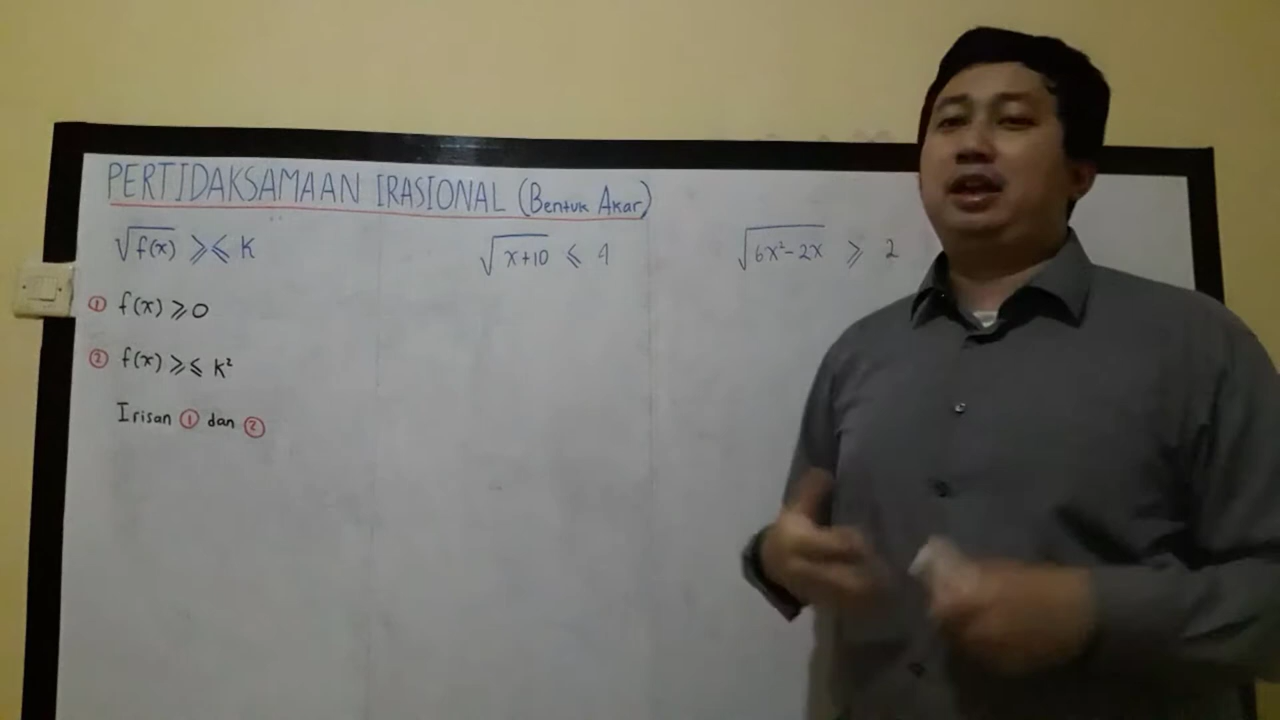 PERTIDAKSAMAAN IRASIONAL (Bentuk Akar)
√f(x) ⩾⩽ K
① f(x) ⩾ 0
② f(x) ⩾⩽ K²
Irisan ① dan ②
√x+10 ⩽ 4
√6x²-2x ⩾ 2